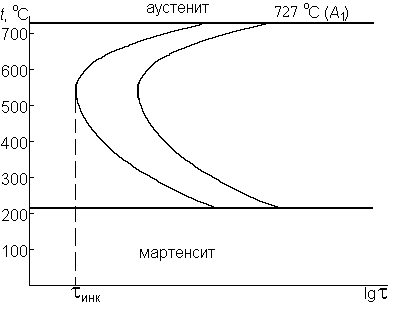 t, °C
аустенит
727 °C (A1)
700
600
500
400
300
200
100
мартенсит
τинк
lg τ